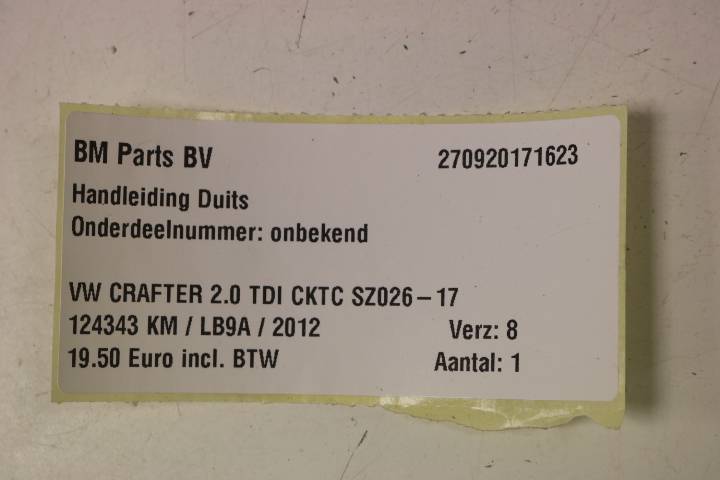 BM Parts BV 270920171623
Handleiding Duits
Onderdeelnummer: onbekend
VW CRAFTER 2.0 TDI CKTC SZ026-17
124343 KM / LB9A / 2012 Verz: 8
19.50 Euro incl. BTW Aantal: 1